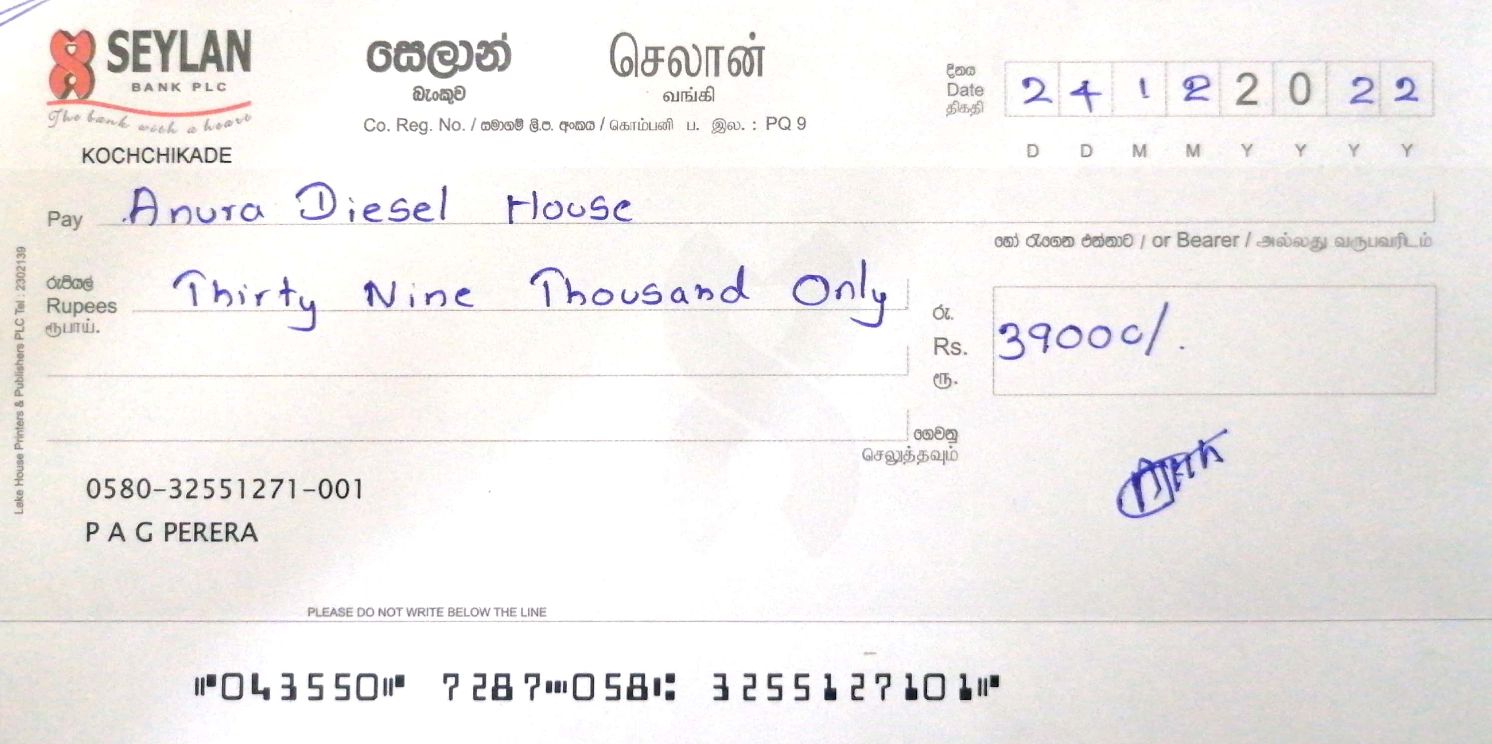 SEYLAN
BANK PLC
The bank with a heart
KOCHCHIKADE
සෙලාන්
බැංකුව
செலான்
வங்கி
Co. Reg. No. / සමාගම් ලි.ප. අංකය / கொம்பனி ப. இல. : PQ 9
දිනය
Date
திகதி
2 4 1 2 2 0 2 2
D D M M Y Y Y Y
Pay Anura Diesel House
හෝ රැගෙන එන්නාට / or Bearer / அல்லது வருபவரிடம்
රුපියල්
Rupees
ரூபாய்.
Thirty Nine Thousand Only
රු.
Rs.
ரூ.
39000/.
ගෙවනු
செலுத்தவும்
0580-32551271-001
P A G PERERA
Lake House Printers & Publishers PLC Tel : 2302139
PLEASE DO NOT WRITE BELOW THE LINE
⑈043550⑈ 7287⑉058⑆ 3255127101⑈